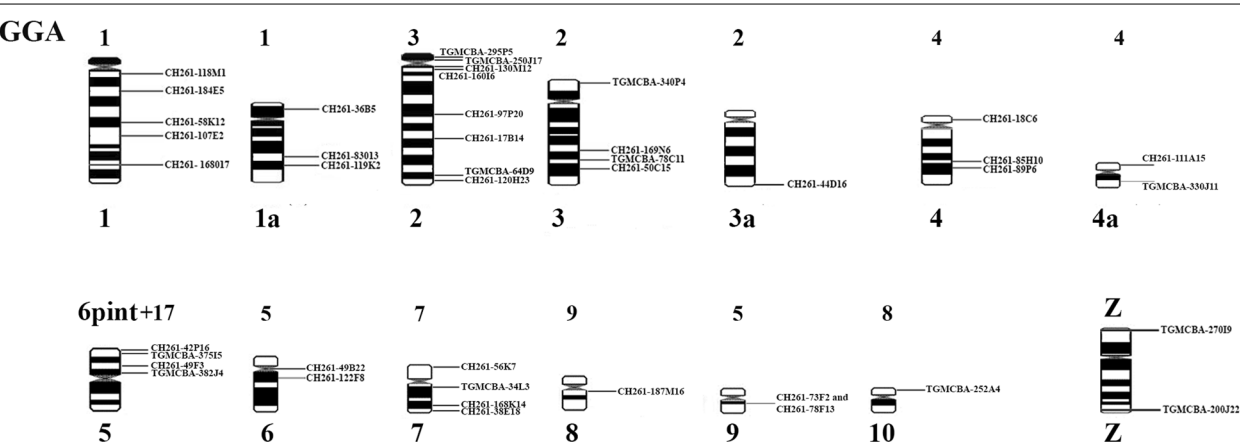 GGA
1 1 3 2 2 4 4
CH261-118M1
CH261-184E5
CH261-58K12
CH261-107E2
CH261- 168017
CH261-36B5
CH261-83013
CH261-119K2
TGMCBA-295P5
TGMCBA-250J17
CH261-130M12
CH261-160I6
CH261-97P20
CH261-17B14
TGMCBA-64D9
CH261-120H23
TGMCBA-340P4
CH261-169N6
TGMCBA-78C11
CH261-50C15
CH261-44D16
CH261-18C6
CH261-85H10
CH261-89P6
CH261-111A15
TGMCBA-330J11
1 1a 2 3 3a 4 4a
6pint+17 5 7 9 5 8 Z
CH261-42P16
TGMCBA-375I5
CH261-49F3
TGMCBA-382J4
CH261-49B22
CH261-122F8
CH261-56K7
TGMCBA-34L3
CH261-168K14
CH261-38E18
CH261-187M16
CH261-73F2 and
CH261-78F13
TGMCBA-252A4
TGMCBA-270I9
TGMCBA-200J22
5 6 7 8 9 10 Z